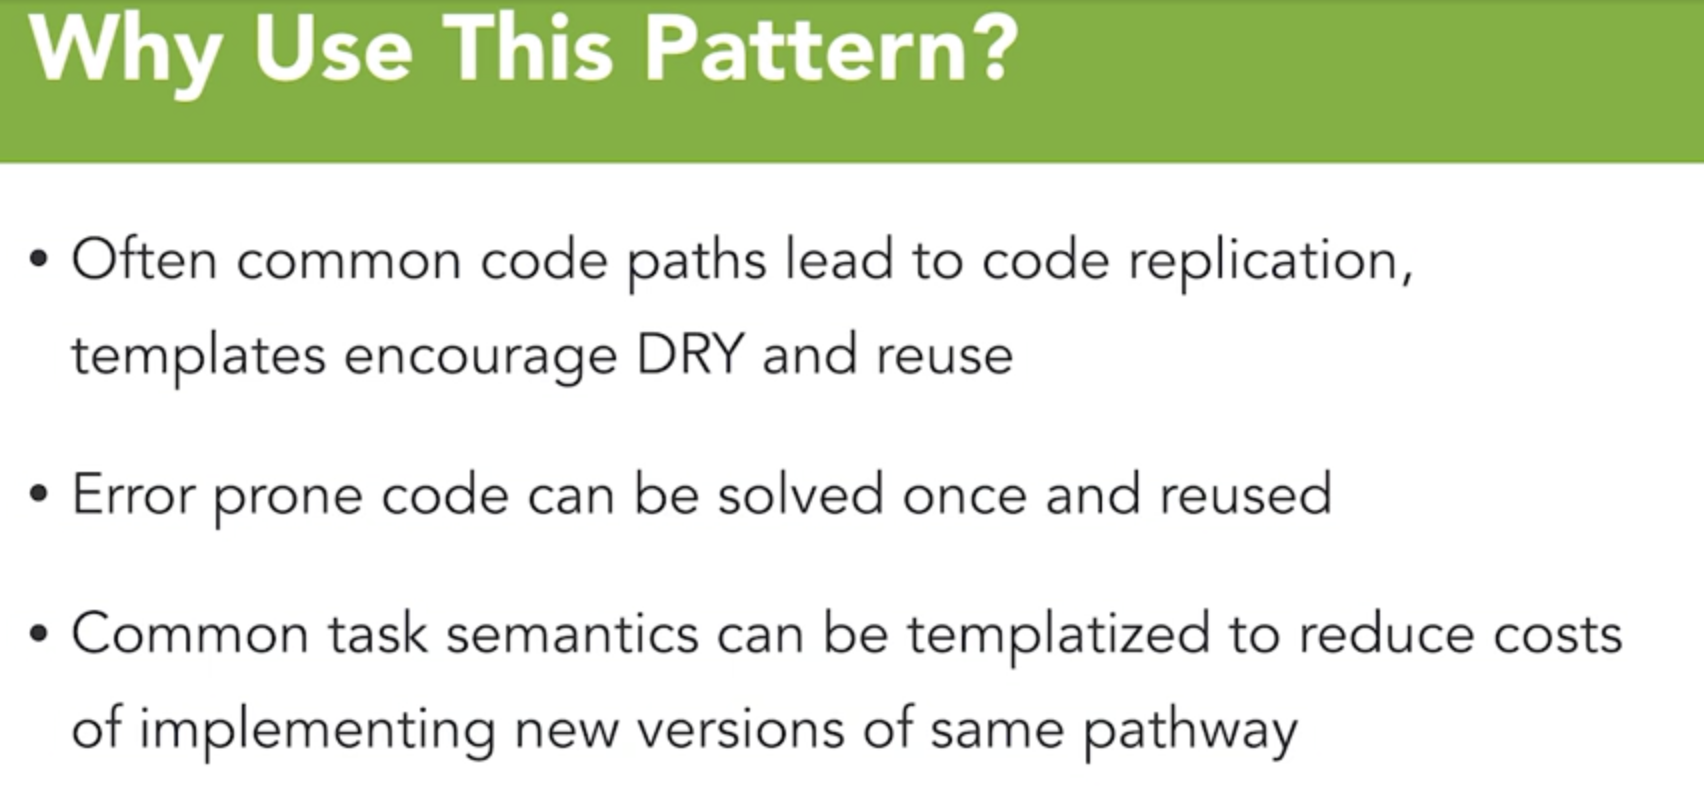 Why Use This Pattern?
• Often common code paths lead to code replication,
templates encourage DRY and reuse
• Error prone code can be solved once and reused
• Common task semantics can be templatized to reduce costs
of implementing new versions of same pathway